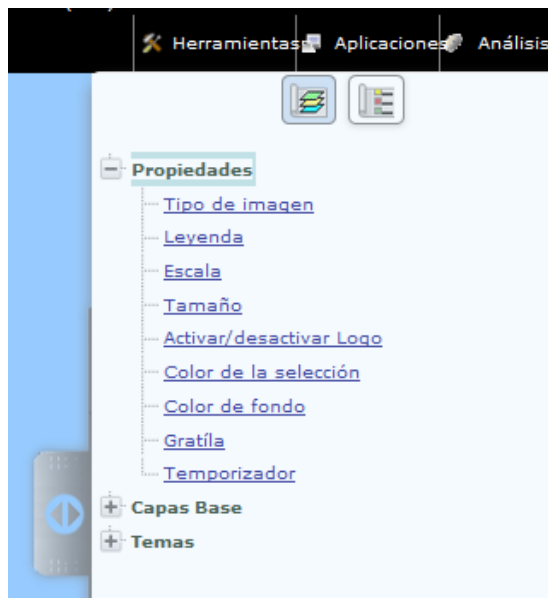 Herramientas Aplicaciones Análisis
Propiedades
Tipo de imagen
Leyenda
Escala
Tamaño
Activar/desactivar Logo
Color de la selección
Color de fondo
Gratíla
Temporizador
Capas Base
Temas